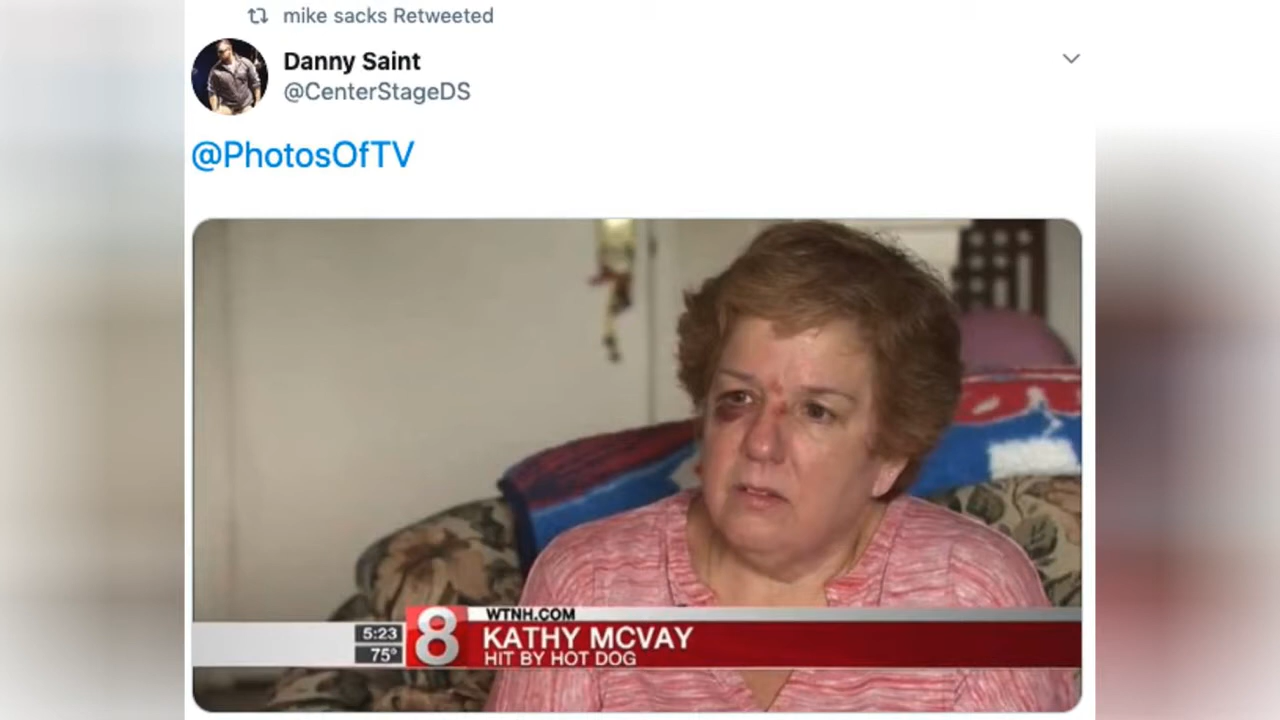 mike sacks Retweeted
Danny Saint
@CenterStageDS
@PhotosOfTV
WTNH.COM
5:23
8
KATHY MCVAY
75°
HIT BY HOT DOG